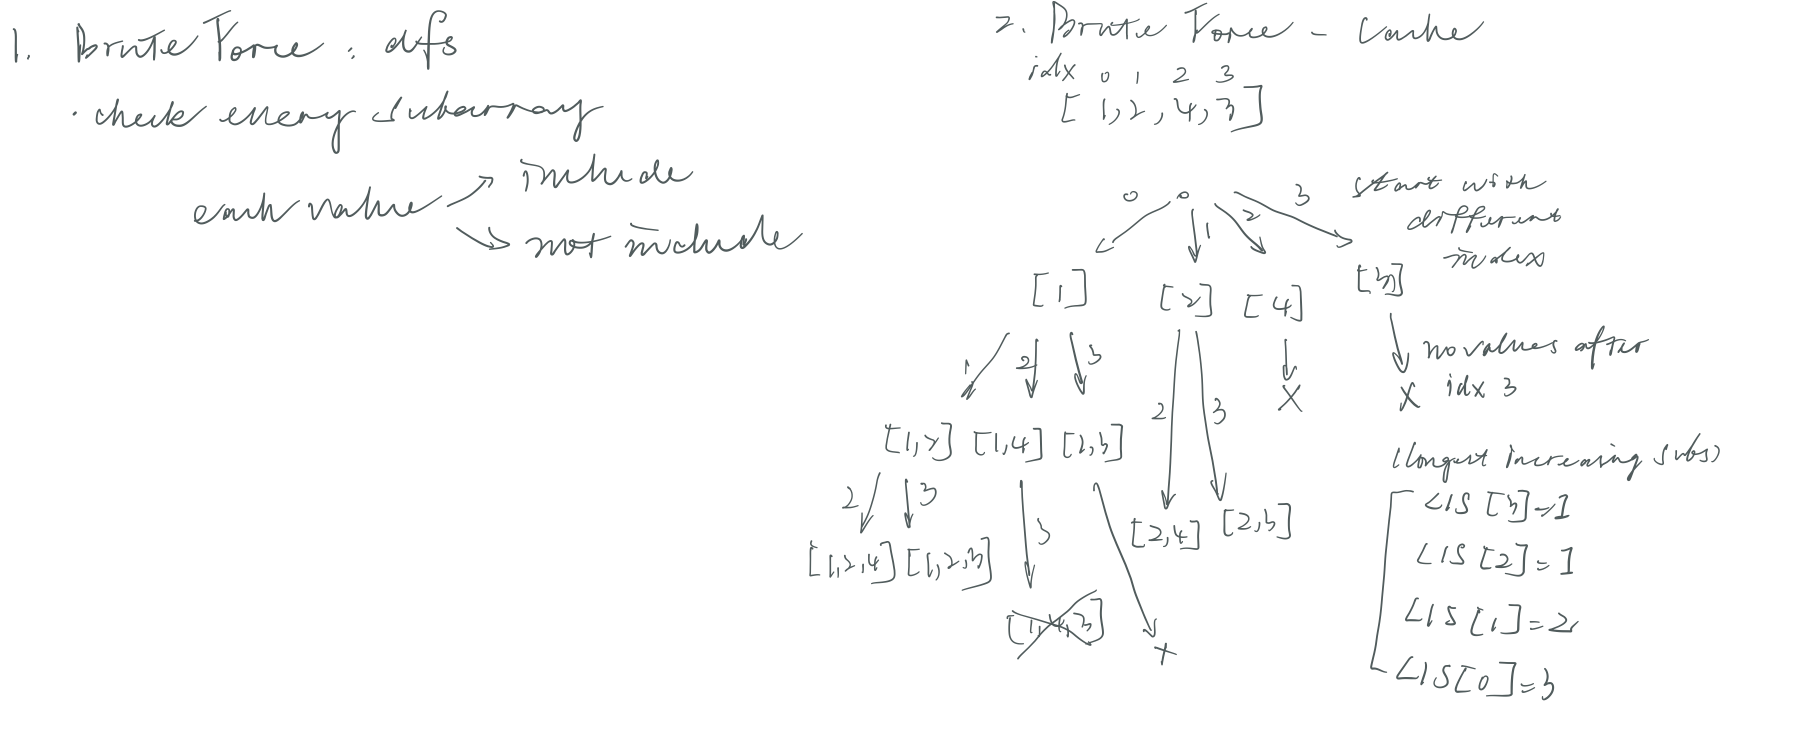 1. Brute Force : dfs
· check every subarray
each value
include
not include
2. Brute Force - Cache
idx 0 1 2 3
[ 1, 2, 4, 3 ]
0 1 2 3
start with
different
index
[1] [2] [4] [3]
1 2 3
2 3
X
no values after
X idx 3
[1,2] [1,4] [1,3]
2 3
3
[1,2,4] [1,2,3]
[2,4] [2,3]
[1,4,3]
X
(longest increasing subs)
LIS [3]=1
LIS [2]=1
LIS [1]=2
LIS[0]=3